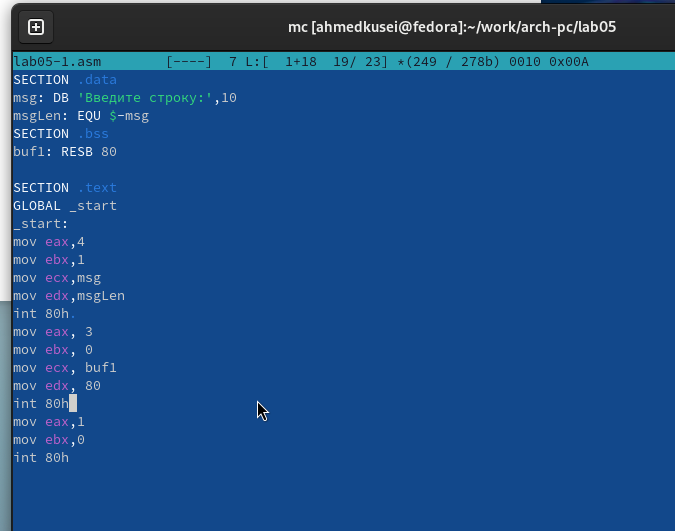 mc [ahmedkusei@fedora]:~/work/arch-pc/lab05
lab05-1.asm [----] 7 L:[ 1+18 19/ 23] *(249 / 278b) 0010 0x00A
SECTION .data
msg: DB 'Введите строку:',10
msgLen: EQU $-msg
SECTION .bss
buf1: RESB 80
SECTION .text
GLOBAL _start
_start:
mov eax,4
mov ebx,1
mov ecx,msg
mov edx,msgLen
int 80h.
mov eax, 3
mov ebx, 0
mov ecx, buf1
mov edx, 80
int 80h
mov eax,1
mov ebx,0
int 80h